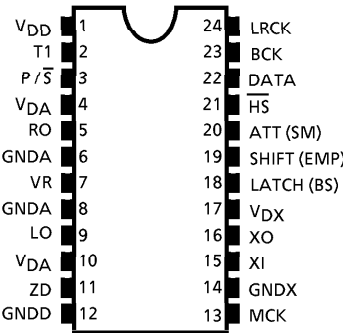 VDD 1 24 LRCK
T1 2 23 BCK
P/S̅ 3 22 DATA
VDA 4 21 H̅S̅
RO 5 20 ATT (SM)
GNDA 6 19 SHIFT (EMP)
VR 7 18 LATCH (BS)
GNDA 8 17 VDX
LO 9 16 XO
VDA 10 15 XI
ZD 11 14 GNDX
GNDD 12 13 MCK